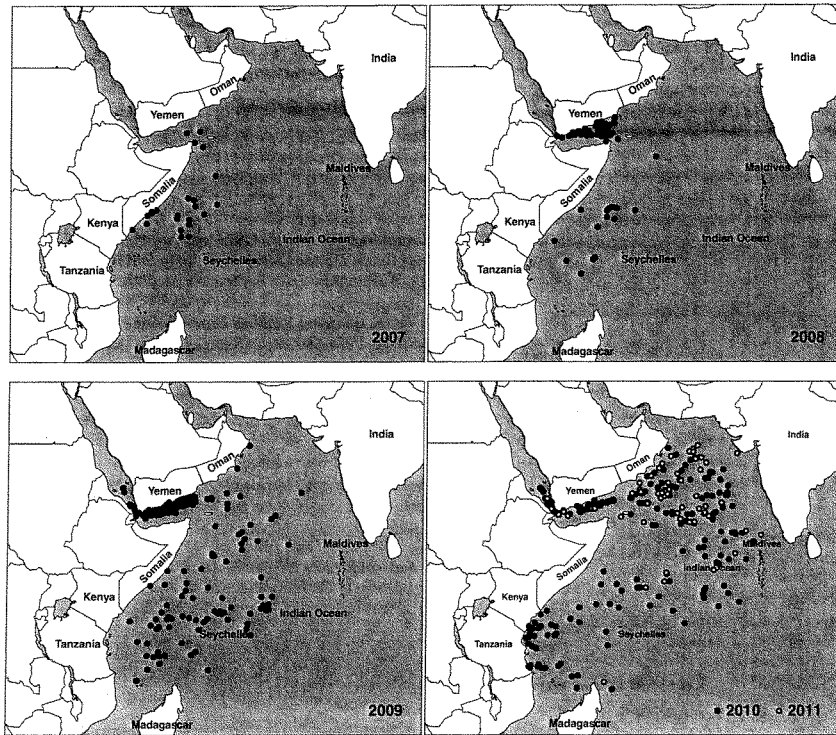 India
Oman
Yemen
Somalia
Maldives
Kenya
Indian Ocean
Seychelles
Tanzania
Madagascar
2007
India
Oman
Yemen
Somalia
Maldives
Kenya
Indian Ocean
Seychelles
Tanzania
Madagascar
2008
India
Oman
Yemen
Somalia
Maldives
Kenya
Indian Ocean
Seychelles
Tanzania
Madagascar
2009
India
Oman
Yemen
Somalia
Maldives
Indian Ocean
Kenya
Seychelles
Tanzania
Madagascar
2010 2011